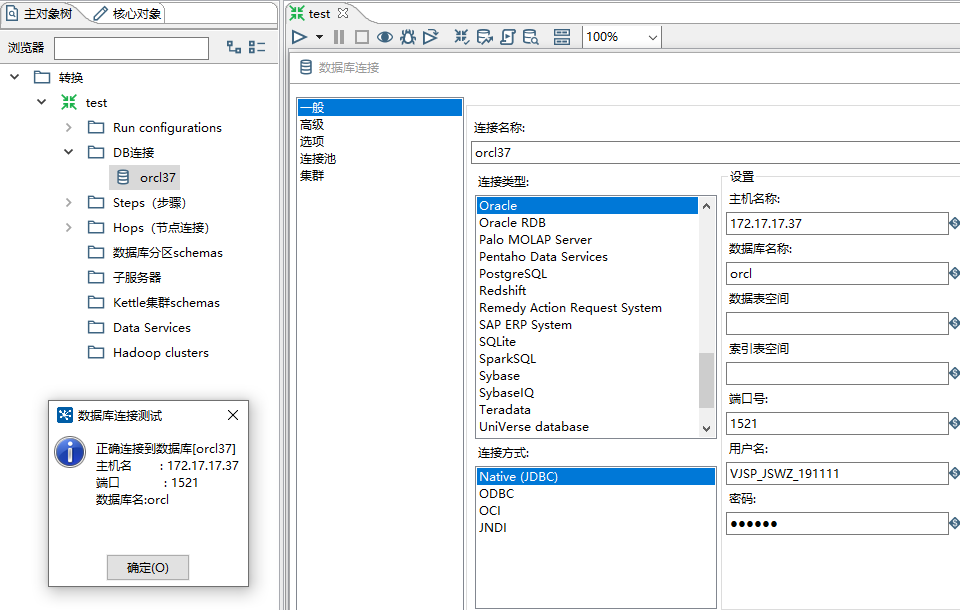 主对象树
核心对象
浏览器
转换
test
Run configurations
DB连接
orcl37
Steps（步骤）
Hops（节点连接）
数据库分区schemas
子服务器
Kettle集群schemas
Data Services
Hadoop clusters
数据库连接测试
正确连接到数据库[orcl37]
主机名 : 172.17.17.37
端口 : 1521
数据库名:orcl
确定(O)
test
100%
数据库连接
一般
高级
选项
连接池
集群
连接名称:
orcl37
连接类型:
Oracle
Oracle RDB
Palo MOLAP Server
Pentaho Data Services
PostgreSQL
Redshift
Remedy Action Request System
SAP ERP System
SQLite
SparkSQL
Sybase
SybaseIQ
Teradata
UniVerse database
连接方式:
Native (JDBC)
ODBC
OCI
JNDI
设置
主机名称:
172.17.17.37
数据库名称:
orcl
数据表空间
索引表空间
端口号:
1521
用户名:
VJSP_JSWZ_191111
密码:
●●●●●●